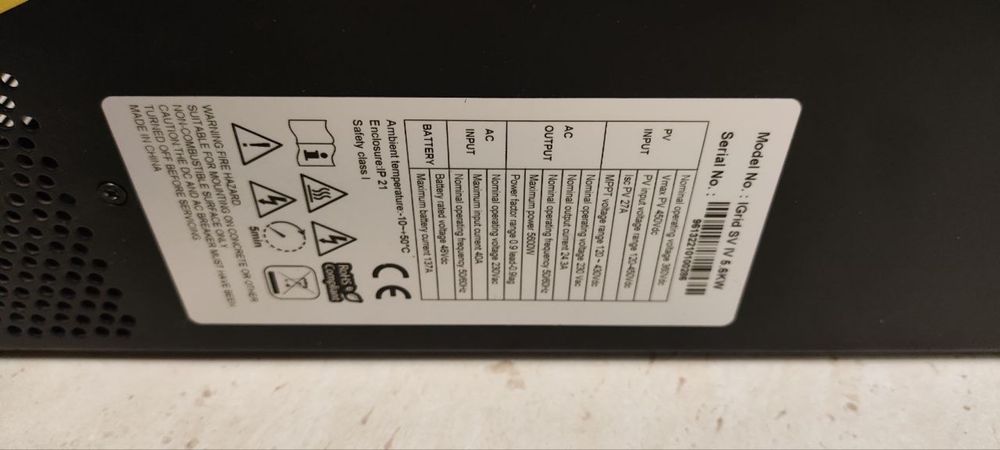 Model No.: IGrid SV IV 5.6KW
Serial No.: 96132210100206
PV INPUT
Nominal operating voltage 360Vdc
Vmax PV 450Vdc
PV input voltage range 120-450Vdc
Isc PV 27A
MPPT voltage range 120~430Vdc
AC OUTPUT
Nominal operating voltage 230 Vac
Nominal output current 24.3A
Nominal operating frequency 50/60Hz
Maximum power 5600W
Power factor range 0.9 lead-0.9lag
AC INPUT
Nominal operating voltage 230Vac
Maximum input current 40A
Nominal operating frequency 50/60Hz
BATTERY
Battery rated voltage 48Vdc
Maximum battery current 137A
Ambient temperature:-10~+50°C
Enclosure:IP 21
Safety class I
CE
RoHS
Compliant
5min
WARNING:FIRE HAZARD
SUITABLE FOR MOUNTING ON CONCRETE OR OTHER
NON-COMBUSTIBLE SURFACE ONLY
CAUTION:THE DC AND AC BREAKER MUST HAVE BEEN
TURNED OFF BEFORE SERVICING
MADE IN CHINA